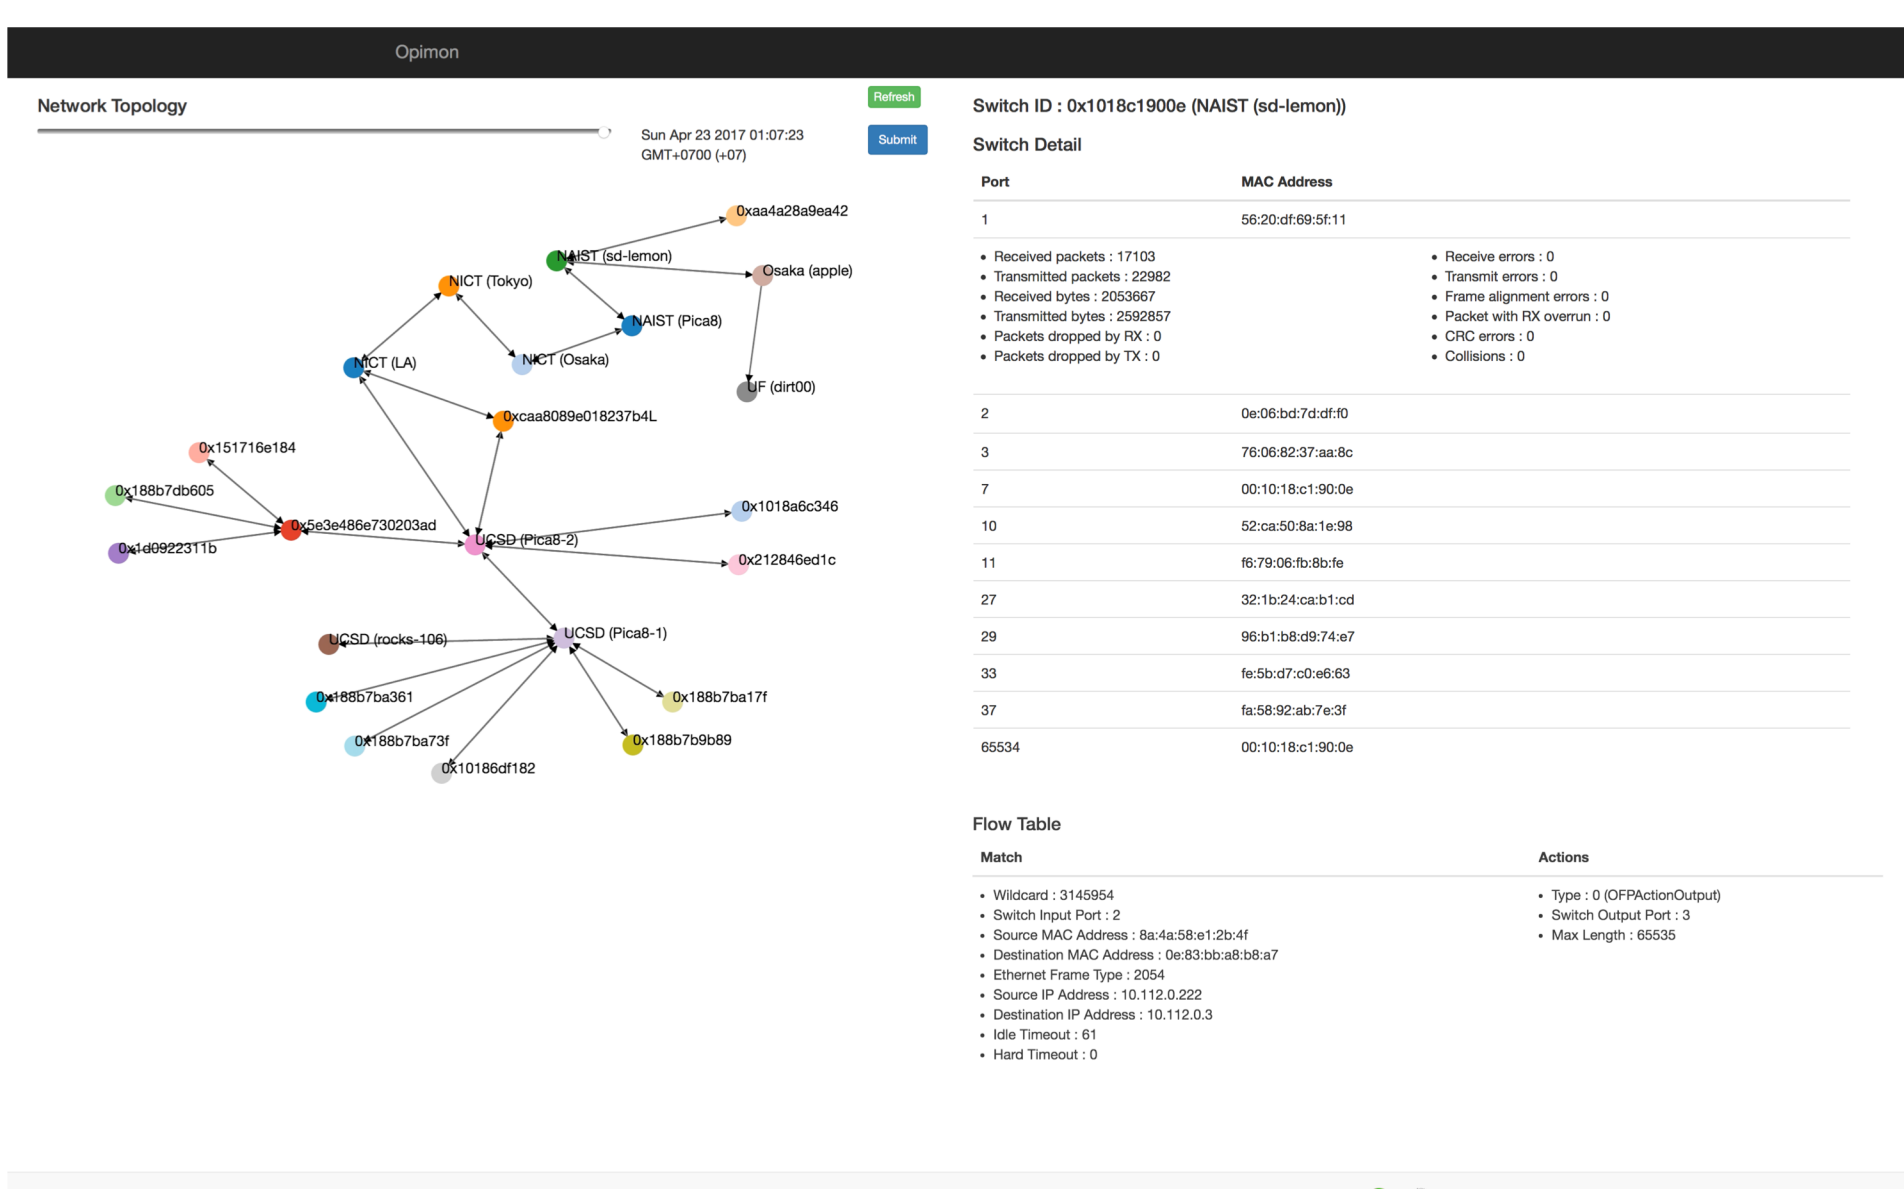 Opimon
Network Topology
Refresh
Sun Apr 23 2017 01:07:23
GMT+0700 (+07)
Submit
0xaa4a28a9ea42
NAIST (sd-lemon)
Osaka (apple)
NICT (Tokyo)
NAIST (Pica8)
NICT (Osaka)
NICT (LA)
UF (dirt00)
0xcaa8089e018237b4L
0x151716e184
0x188b7db605
0x1018a6c346
0x5e3e486e730203ad
UCSD (Pica8-2)
0x1d0922311b
0x212846ed1c
UCSD (Pica8-1)
UCSD (rocks-106)
0x188b7ba361
0x188b7ba17f
0x188b7ba73f
0x188b7b9b89
0x10186df182
Switch ID : 0x1018c1900e (NAIST (sd-lemon))
Switch Detail
Port MAC Address
1 56:20:df:69:5f:11
• Received packets : 17103
• Transmitted packets : 22982
• Received bytes : 2053667
• Transmitted bytes : 2592857
• Packets dropped by RX : 0
• Packets dropped by TX : 0
• Receive errors : 0
• Transmit errors : 0
• Frame alignment errors : 0
• Packet with RX overrun : 0
• CRC errors : 0
• Collisions : 0
2 0e:06:bd:7d:df:f0
3 76:06:82:37:aa:8c
7 00:10:18:c1:90:0e
10 52:ca:50:8a:1e:98
11 f6:79:06:fb:8b:fe
27 32:1b:24:ca:b1:cd
29 96:b1:b8:d9:74:e7
33 fe:5b:d7:c0:e6:63
37 fa:58:92:ab:7e:3f
65534 00:10:18:c1:90:0e
Flow Table
Match Actions
• Wildcard : 3145954
• Switch Input Port : 2
• Source MAC Address : 8a:4a:58:e1:2b:4f
• Destination MAC Address : 0e:83:bb:a8:b8:a7
• Ethernet Frame Type : 2054
• Source IP Address : 10.112.0.222
• Destination IP Address : 10.112.0.3
• Idle Timeout : 61
• Hard Timeout : 0
• Type : 0 (OFPActionOutput)
• Switch Output Port : 3
• Max Length : 65535